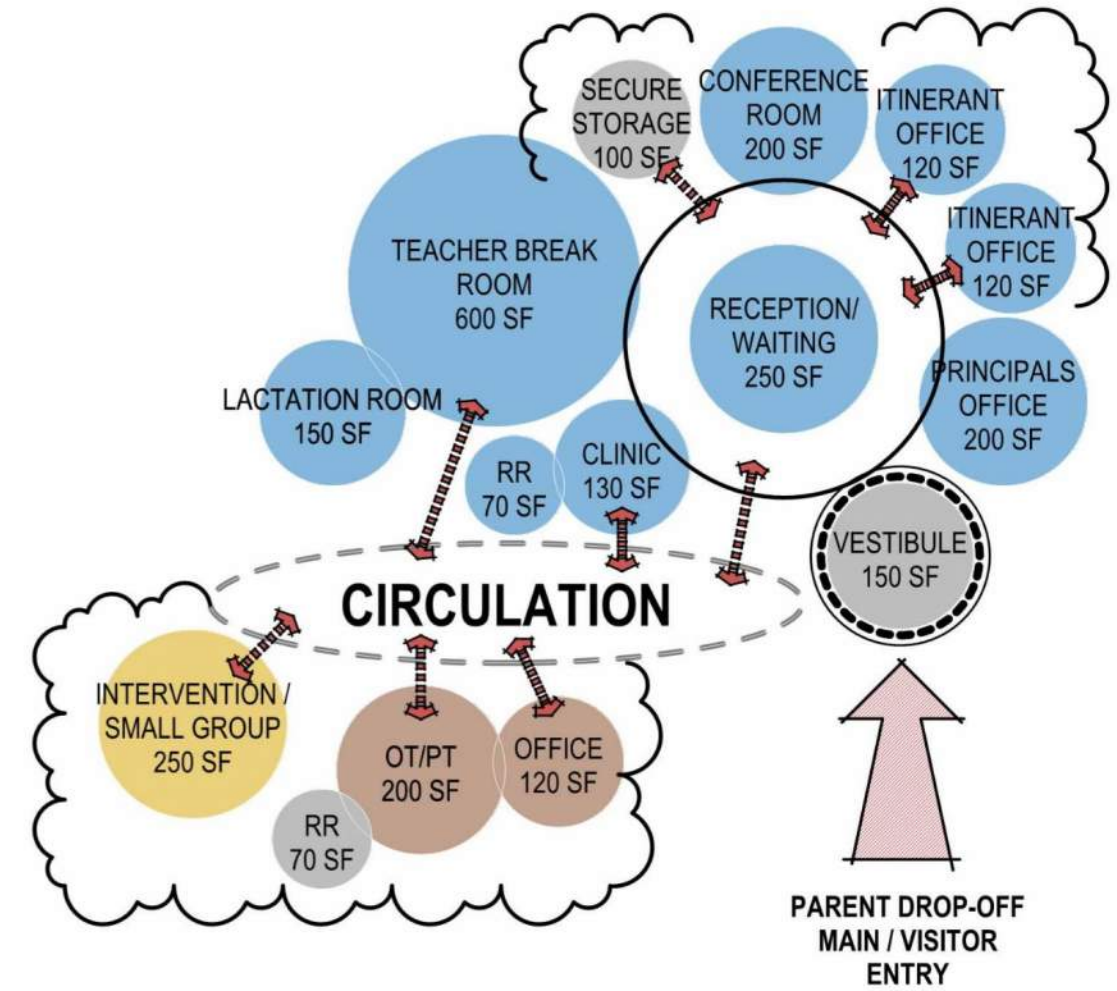 SECURE
STORAGE
100 SF
CONFERENCE
ROOM
200 SF
ITINERANT
OFFICE
120 SF
ITINERANT
OFFICE
120 SF
TEACHER BREAK
ROOM
600 SF
RECEPTION/
WAITING
250 SF
PRINCIPALS
OFFICE
200 SF
LACTATION ROOM
150 SF
RR
70 SF
CLINIC
130 SF
VESTIBULE
150 SF
CIRCULATION
INTERVENTION /
SMALL GROUP
250 SF
OT/PT
200 SF
OFFICE
120 SF
RR
70 SF
PARENT DROP-OFF
MAIN / VISITOR
ENTRY